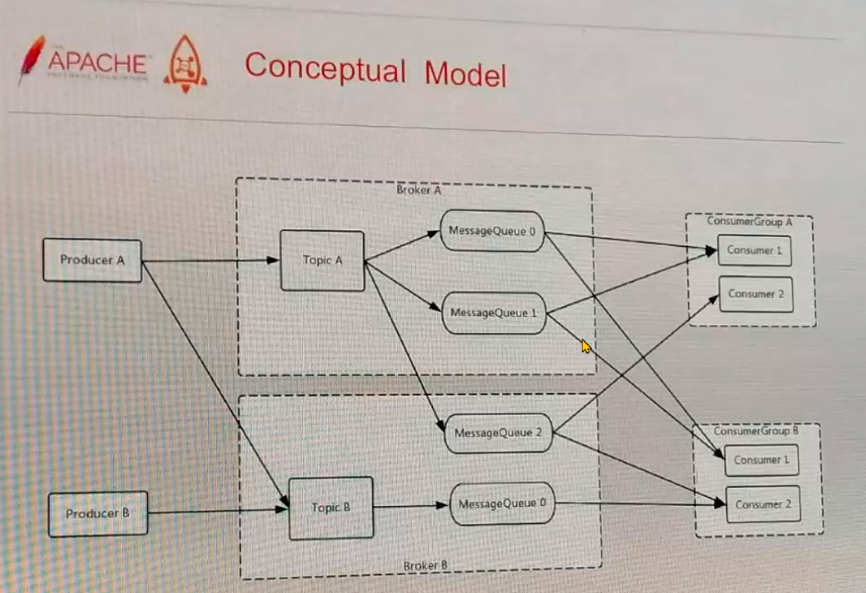 APACHE
Conceptual Model
Broker A
Producer A
Topic A
MessageQueue 0
MessageQueue 1
ConsumerGroup A
Consumer 1
Consumer 2
MessageQueue 2
ConsumerGroup B
Consumer 1
Consumer 2
Producer B
Topic B
MessageQueue 0
Broker B